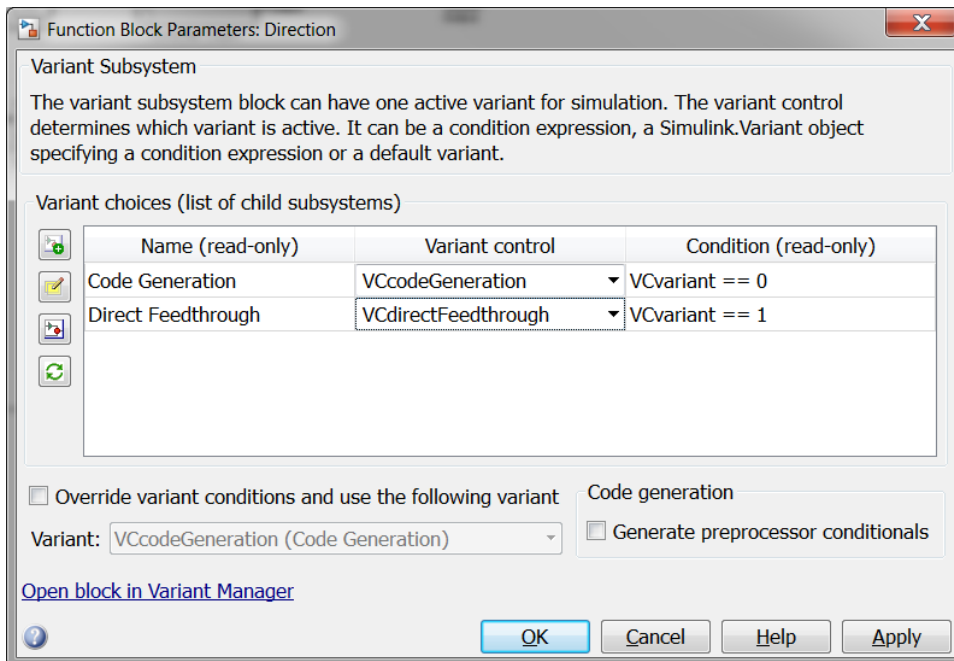 Function Block Parameters: Direction
X
Variant Subsystem
The variant subsystem block can have one active variant for simulation. The variant control
determines which variant is active. It can be a condition expression, a Simulink.Variant object
specifying a condition expression or a default variant.
Variant choices (list of child subsystems)
Name (read-only) Variant control Condition (read-only)
Code Generation VCcodeGeneration VCvariant == 0
Direct Feedthrough VCdirectFeedthrough VCvariant == 1
Override variant conditions and use the following variant
Code generation
Variant: VCcodeGeneration (Code Generation)
Generate preprocessor conditionals
Open block in Variant Manager
? OK Cancel Help Apply